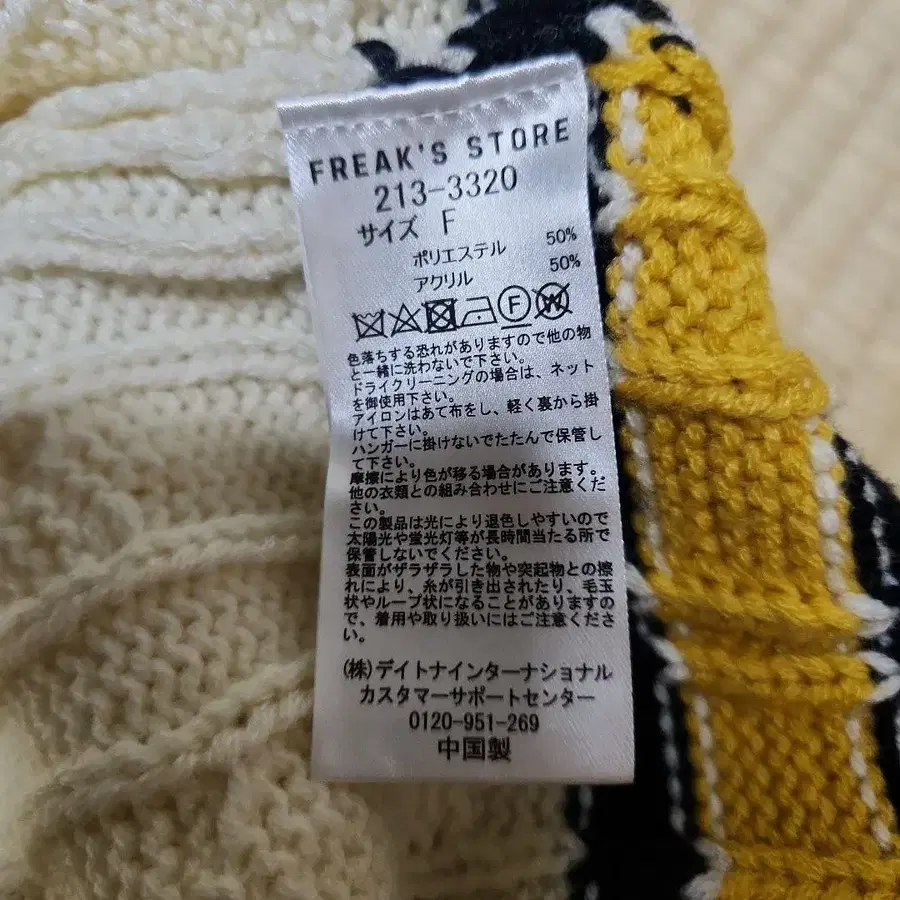 FREAK'S STORE
213-3320
サイズ F
ポリエステル 50%
アクリル 50%
F W
色落ちする恐れがありますので他の物
と一緒に洗わないで下さい。
ドライクリーニングの場合は、ネット
を御使用下さい。
アイロンはあて布をし、軽く裏から掛
けて下さい。
ハンガーに掛けないでたたんで保管し
て下さい。
摩擦により色が移る場合があります。
他の衣類との組み合わせにご注意くだ
さい。
この製品は光により退色しやすいので
太陽光や蛍光灯等が長時間当たる所で
保管しないでください。
表面がザラザラした物や突起物との擦
れにより、糸が引き出されたり、毛玉
状やループ状になることがありますの
で、着用や取り扱いにはご注意くださ
い。
(株)デイトナインターナショナル
カスタマーサポートセンター
0120-951-269
中国製